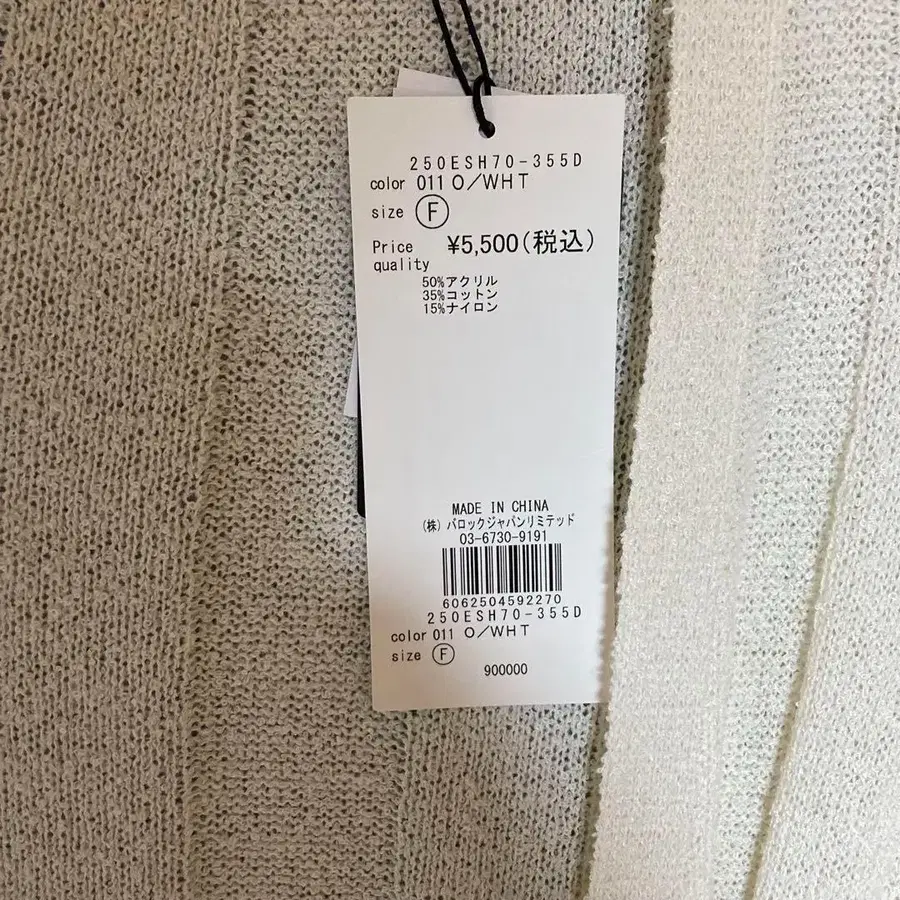 250ESH70-355D
color 011 O/WHT
size Ⓕ
Price ¥5,500(税込)
quality
50%アクリル
35%コットン
15%ナイロン
MADE IN CHINA
(株)バロックジャパンリミテッド
03-6730-9191
6062504592270
250ESH70-355D
color 011 O/WHT
size Ⓕ
900000